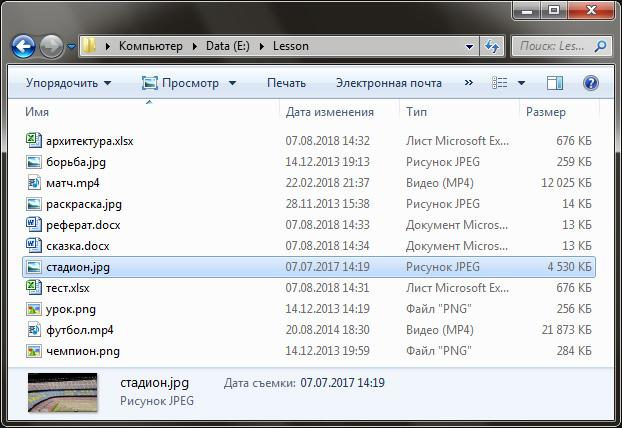 Компьютер Data (E:) Lesson Поиск: Les...
Упорядочить Просмотр Печать Электронная почта »
Имя Дата изменения Тип Размер
архитектура.xlsx 07.08.2018 14:32 Лист Microsoft Ex... 676 КБ
борьба.jpg 14.12.2013 19:13 Рисунок JPEG 259 КБ
матч.mp4 22.02.2018 21:37 Видео (MP4) 12 025 КБ
раскраска.jpg 28.11.2013 15:38 Рисунок JPEG 14 КБ
реферат.docx 07.08.2018 14:33 Документ Micros... 13 КБ
сказка.docx 07.08.2018 14:34 Документ Micros... 13 КБ
стадион.jpg 07.07.2017 14:19 Рисунок JPEG 4 530 КБ
тест.xlsx 07.08.2018 14:31 Лист Microsoft Ex... 676 КБ
урок.png 14.12.2013 14:19 Файл "PNG" 256 КБ
футбол.mp4 20.08.2014 18:30 Видео (MP4) 21 873 КБ
чемпион.png 14.12.2013 19:59 Файл "PNG" 284 КБ
стадион.jpg Дата съемки: 07.07.2017 14:19
Рисунок JPEG